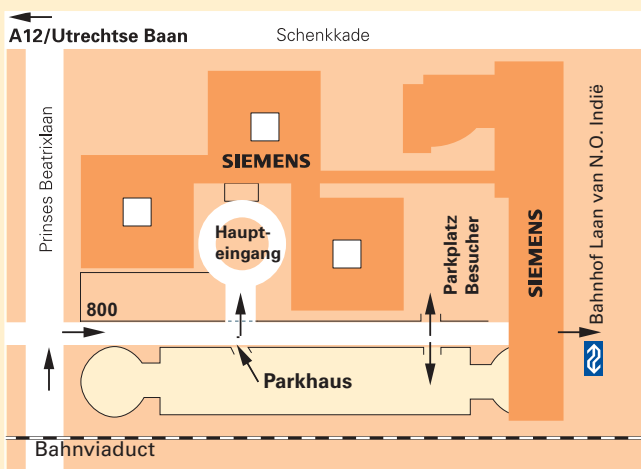 A12/Utrechtse Baan
Schenkkade
Prinses Beatrixlaan
SIEMENS
Haupt-
eingang
Parkplatz
Besucher
SIEMENS
Bahnhof Laan van N.O. Indië
800
Parkhaus
Bahnviaduct